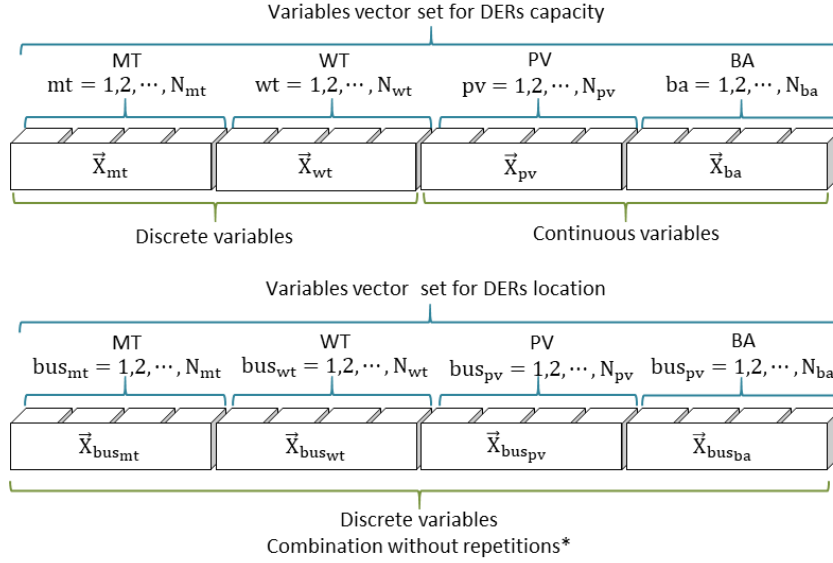 Variables vector set for DERs capacity
MT WT PV BA
mt = 1,2, ⋯ , N_mt wt = 1,2, ⋯ , N_wt pv = 1,2, ⋯ , N_pv ba = 1,2, ⋯ , N_ba
X⃗_mt X⃗_wt X⃗_pv X⃗_ba
Discrete variables Continuous variables
Variables vector set for DERs location
MT WT PV BA
bus_mt = 1,2, ⋯ , N_mt bus_wt = 1,2, ⋯ , N_wt bus_pv = 1,2, ⋯ , N_pv bus_pv = 1,2, ⋯ , N_ba
X⃗_bus_mt X⃗_bus_wt X⃗_bus_pv X⃗_bus_ba
Discrete variables
Combination without repetitions*